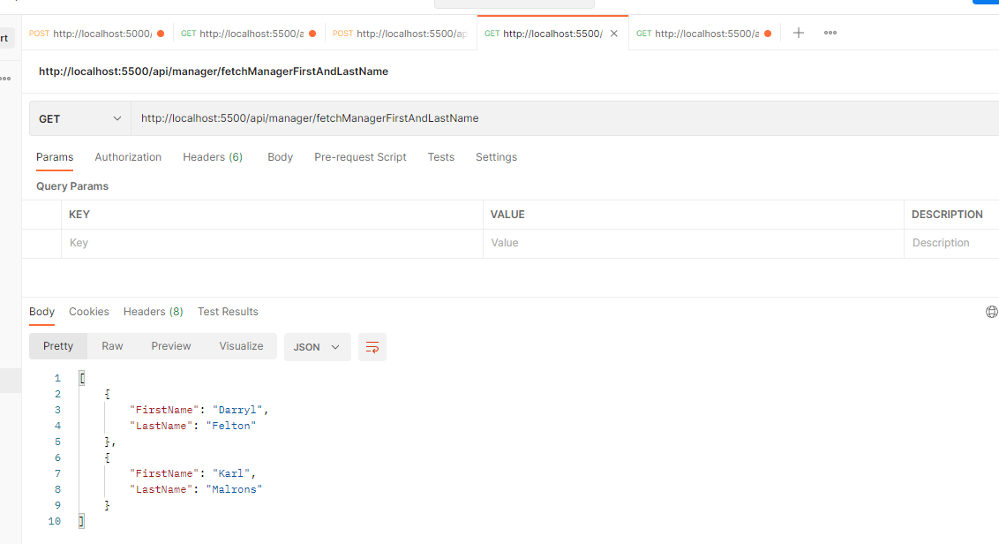 rt
POST http://localhost:5000/
GET http://localhost:5500/a
POST http://localhost:5500/ap
GET http://localhost:5500/
GET http://localhost:5500/a
http://localhost:5500/api/manager/fetchManagerFirstAndLastName
GET
http://localhost:5500/api/manager/fetchManagerFirstAndLastName
Params Authorization Headers (6) Body Pre-request Script Tests Settings
Query Params
KEY VALUE DESCRIPTION
Key Value Description
Body Cookies Headers (8) Test Results
Pretty Raw Preview Visualize JSON
1 [
2 {
3 "FirstName": "Darryl",
4 "LastName": "Felton"
5 },
6 {
7 "FirstName": "Karl",
8 "LastName": "Malrons"
9 }
10 ]